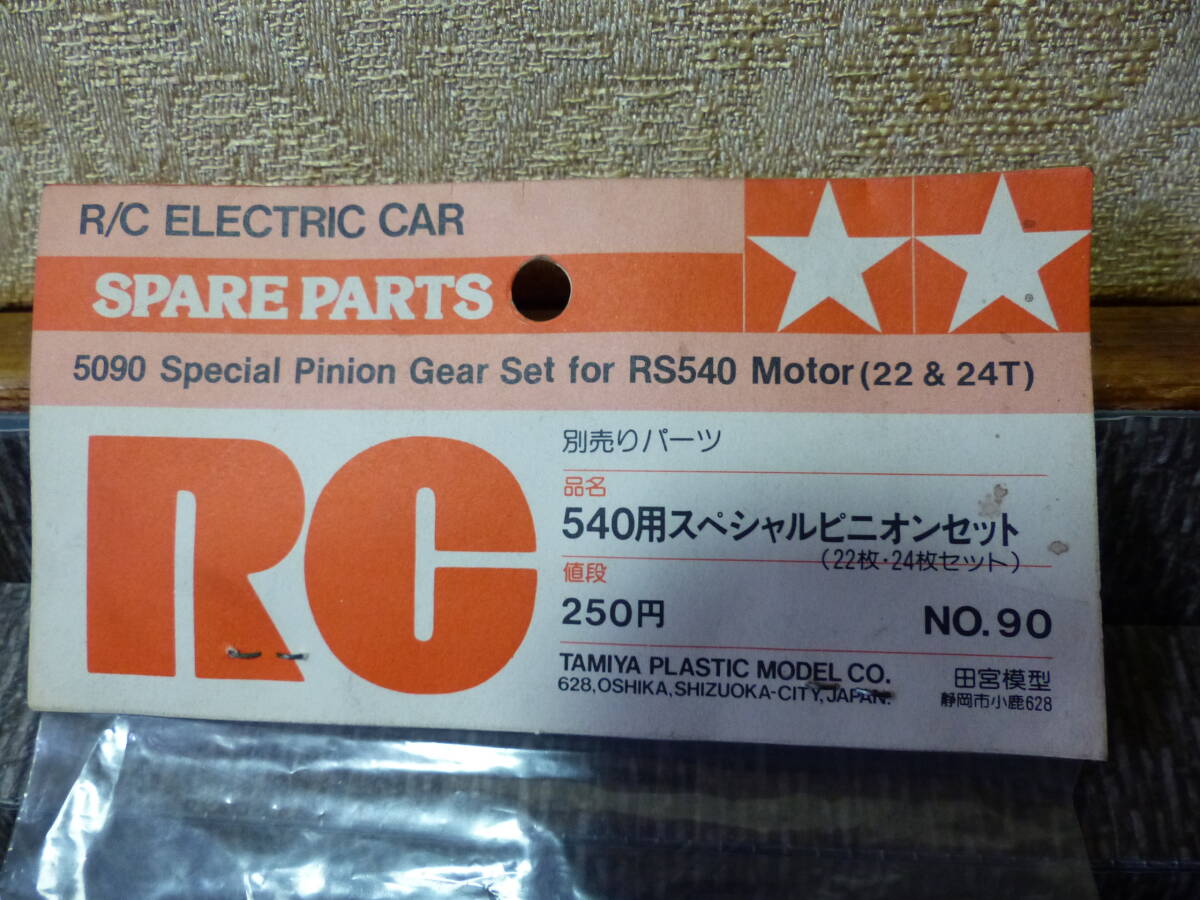 R/C ELECTRIC CAR
SPARE PARTS
®
5090 Special Pinion Gear Set for RS540 Motor (22 & 24T)
RC
別売りパーツ
品名
540用スペシャルピニオンセット
(22枚・24枚セット)
値段
250円 NO. 90
TAMIYA PLASTIC MODEL CO. 田宮模型
628, OSHIKA, SHIZUOKA-CITY, JAPAN. 静岡市小鹿628